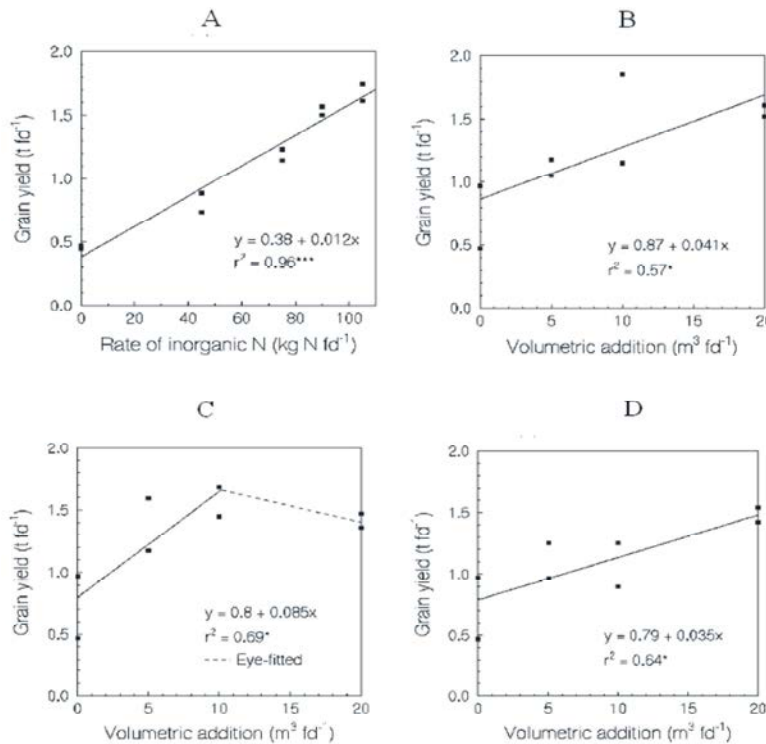 A
2.0
1.5
1.0
0.5
0.0
Grain yield (t fd⁻¹)
y = 0.38 + 0.012x
r² = 0.96***
0 20 40 60 80 100
Rate of inorganic N (kg N fd⁻¹)
B
2.0
1.5
1.0
0.5
0.0
Grain yield (t fd⁻¹)
y = 0.87 + 0.041x
r² = 0.57*
0 5 10 15 20
Volumetric addition (m³ fd⁻¹)
C
2.0
1.5
1.0
0.5
0.0
Grain yield (t fd⁻¹)
y = 0.8 + 0.085x
r² = 0.69*
---- Eye-fitted
0 5 10 15 20
Volumetric addition (m³ fd⁻)
D
2.0
1.5
1.0
0.5
0.0
Grain yield (t fd⁻)
y = 0.79 + 0.035x
r² = 0.64*
0 5 10 15 20
Volumetric addition (m³ fd⁻¹)